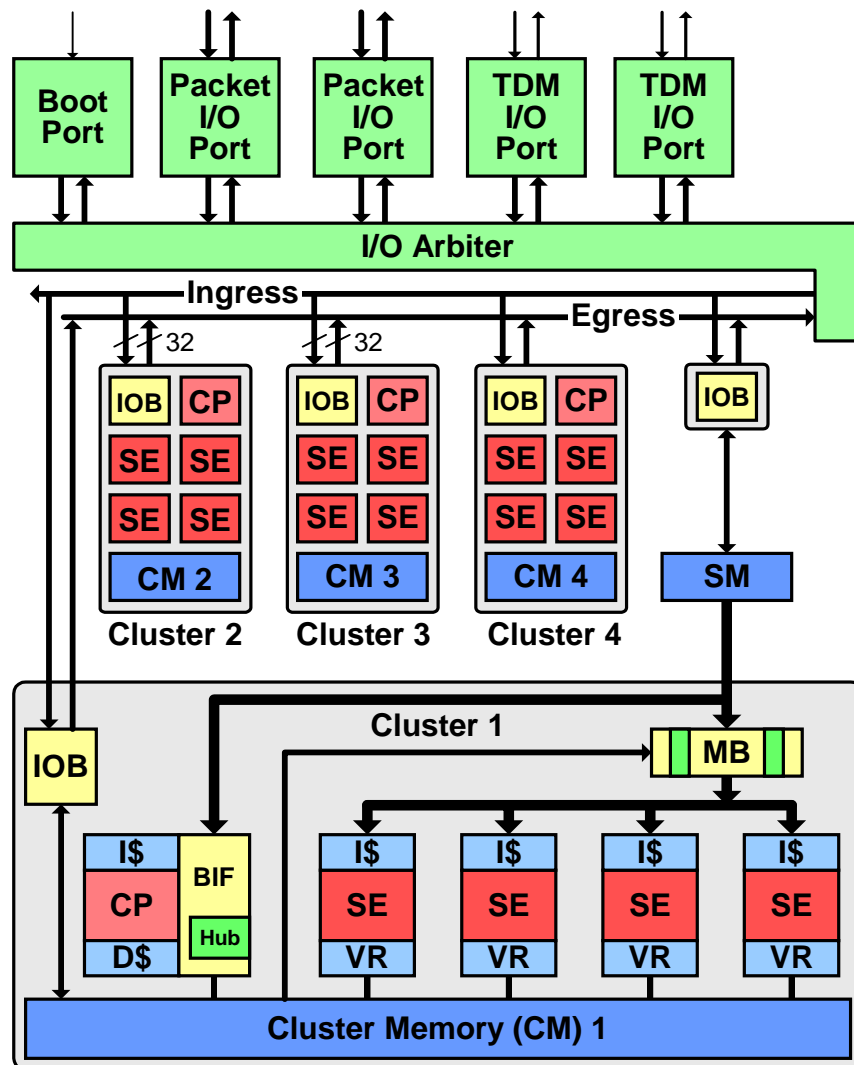 Boot
Port
Packet
I/O
Port
Packet
I/O
Port
TDM
I/O
Port
TDM
I/O
Port
I/O Arbiter
Ingress
Egress
32
32
IOB CP
SE SE
SE SE
CM 2
Cluster 2
IOB CP
SE SE
SE SE
CM 3
Cluster 3
IOB CP
SE SE
SE SE
CM 4
Cluster 4
IOB
SM
Cluster 1
IOB
MB
I$
CP
D$
BIF
Hub
I$
SE
VR
I$
SE
VR
I$
SE
VR
I$
SE
VR
Cluster Memory (CM) 1